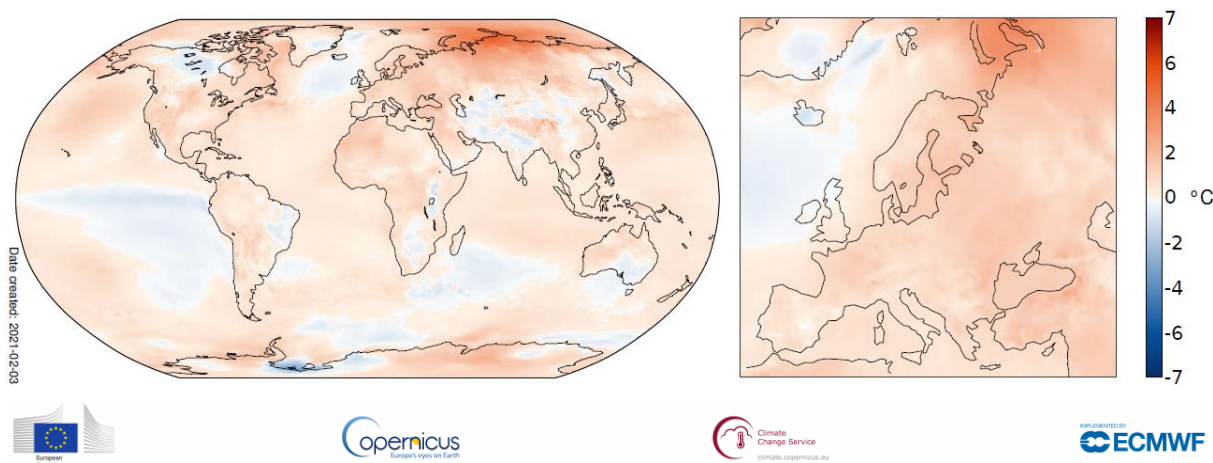 7
6
4
2
0 °C
-2
-4
-6
-7
Date created: 2021-02-03
European
opernicus
Europe's eyes on Earth
Climate
Change Service
climate.copernicus.eu
IMPLEMENTED BY
ECMWF